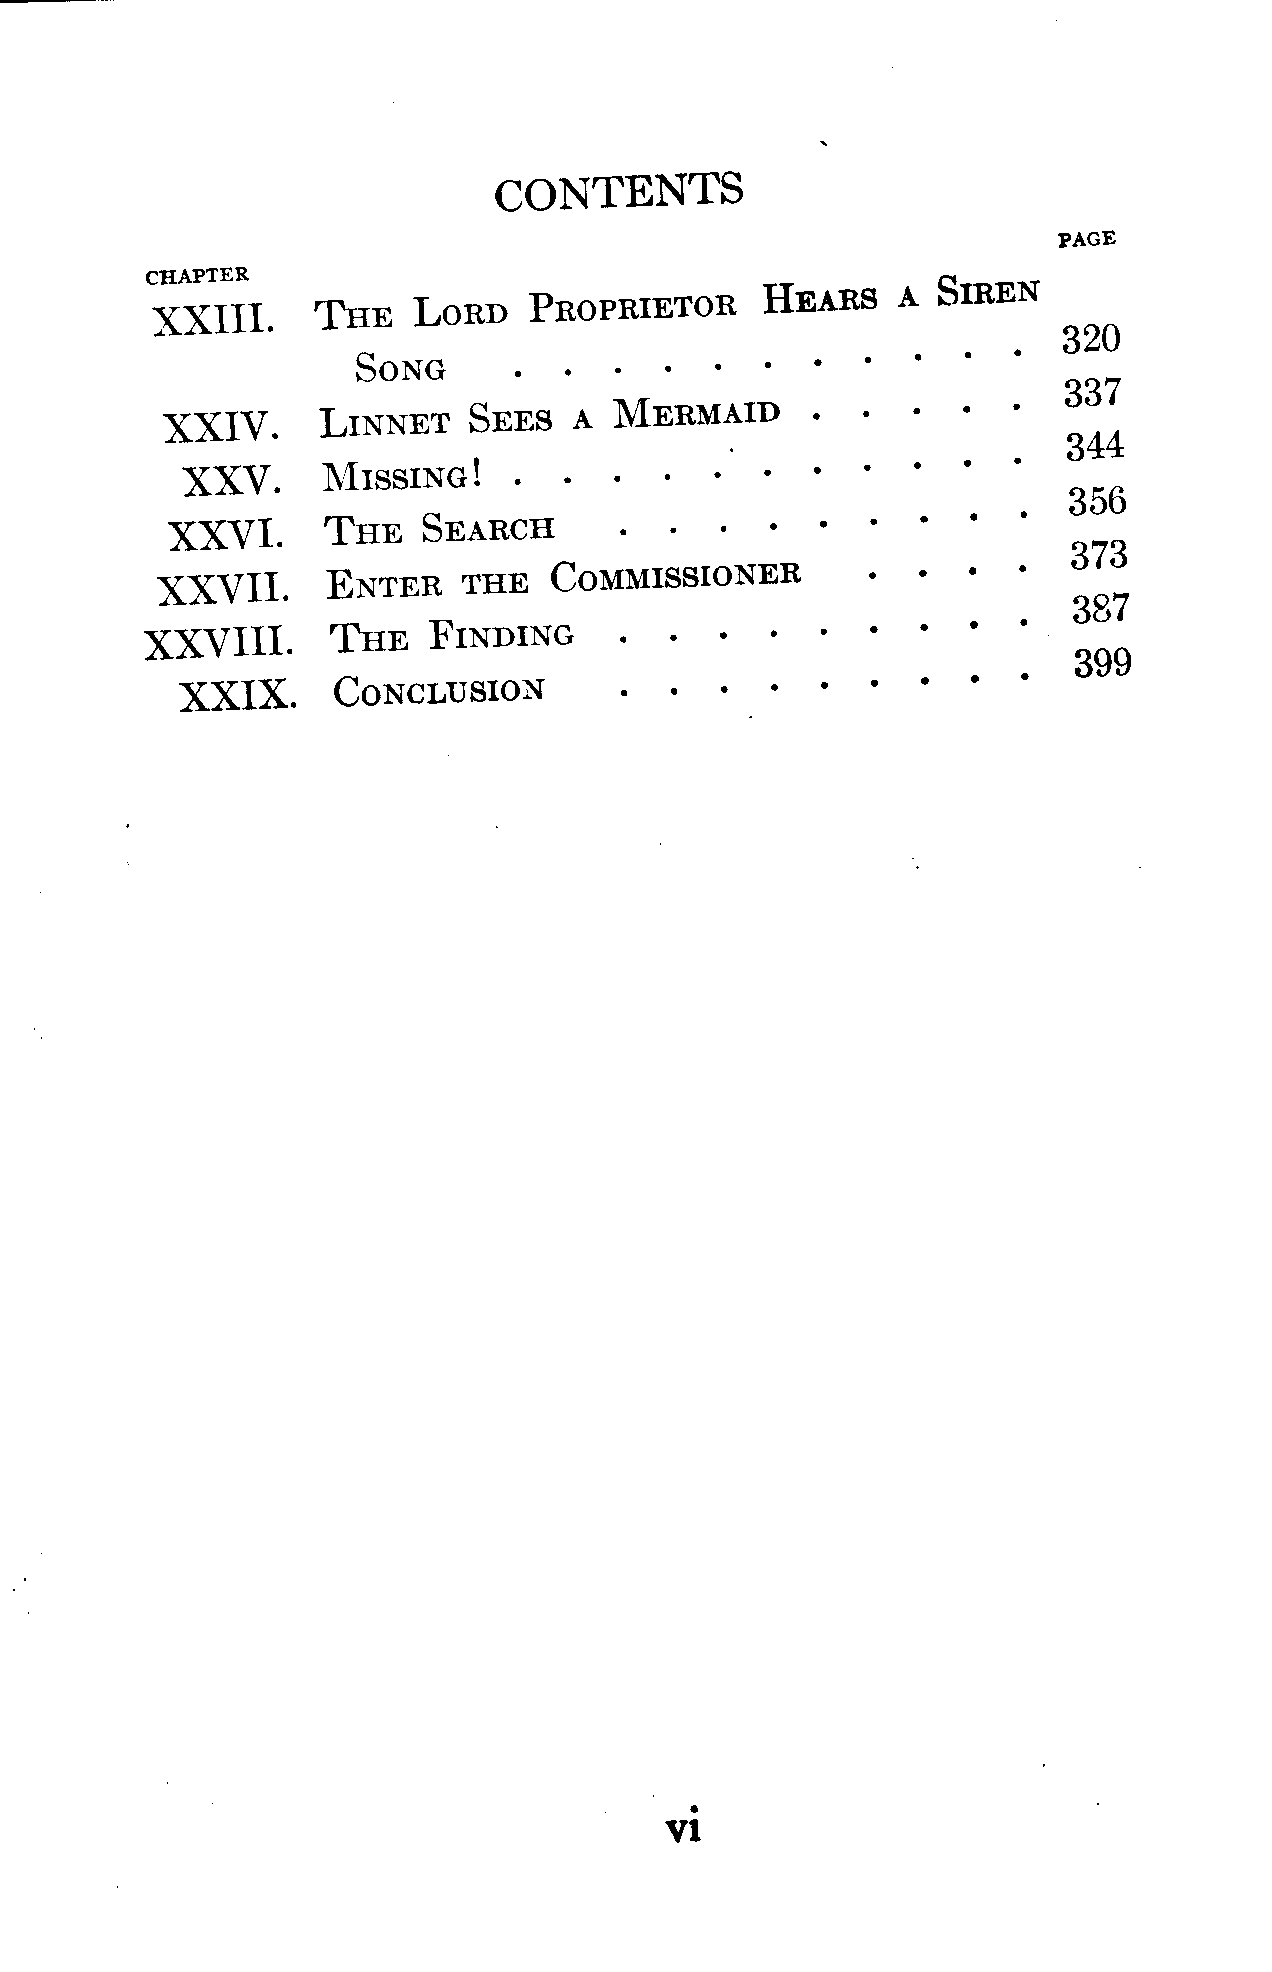 CONTENTS
PAGE
CHAPTER
XXIII. The Lord Proprietor Hears a Siren
Song . . . . . . . . . . . 320
XXIV. Linnet Sees a Mermaid . . . . . 337
XXV. Missing! . . . . . . . . . . . 344
XXVI. The Search . . . . . . . . . 356
XXVII. Enter the Commissioner . . . . 373
XXVIII. The Finding . . . . . . . . . 387
XXIX. Conclusion . . . . . . . . . 399
vi